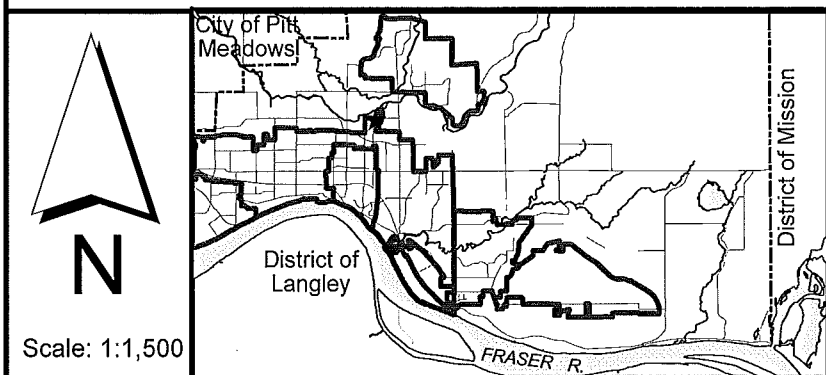 N
Scale: 1:1,500
City of Pitt
Meadows
District of
Langley
FRASER R.
District of Mission